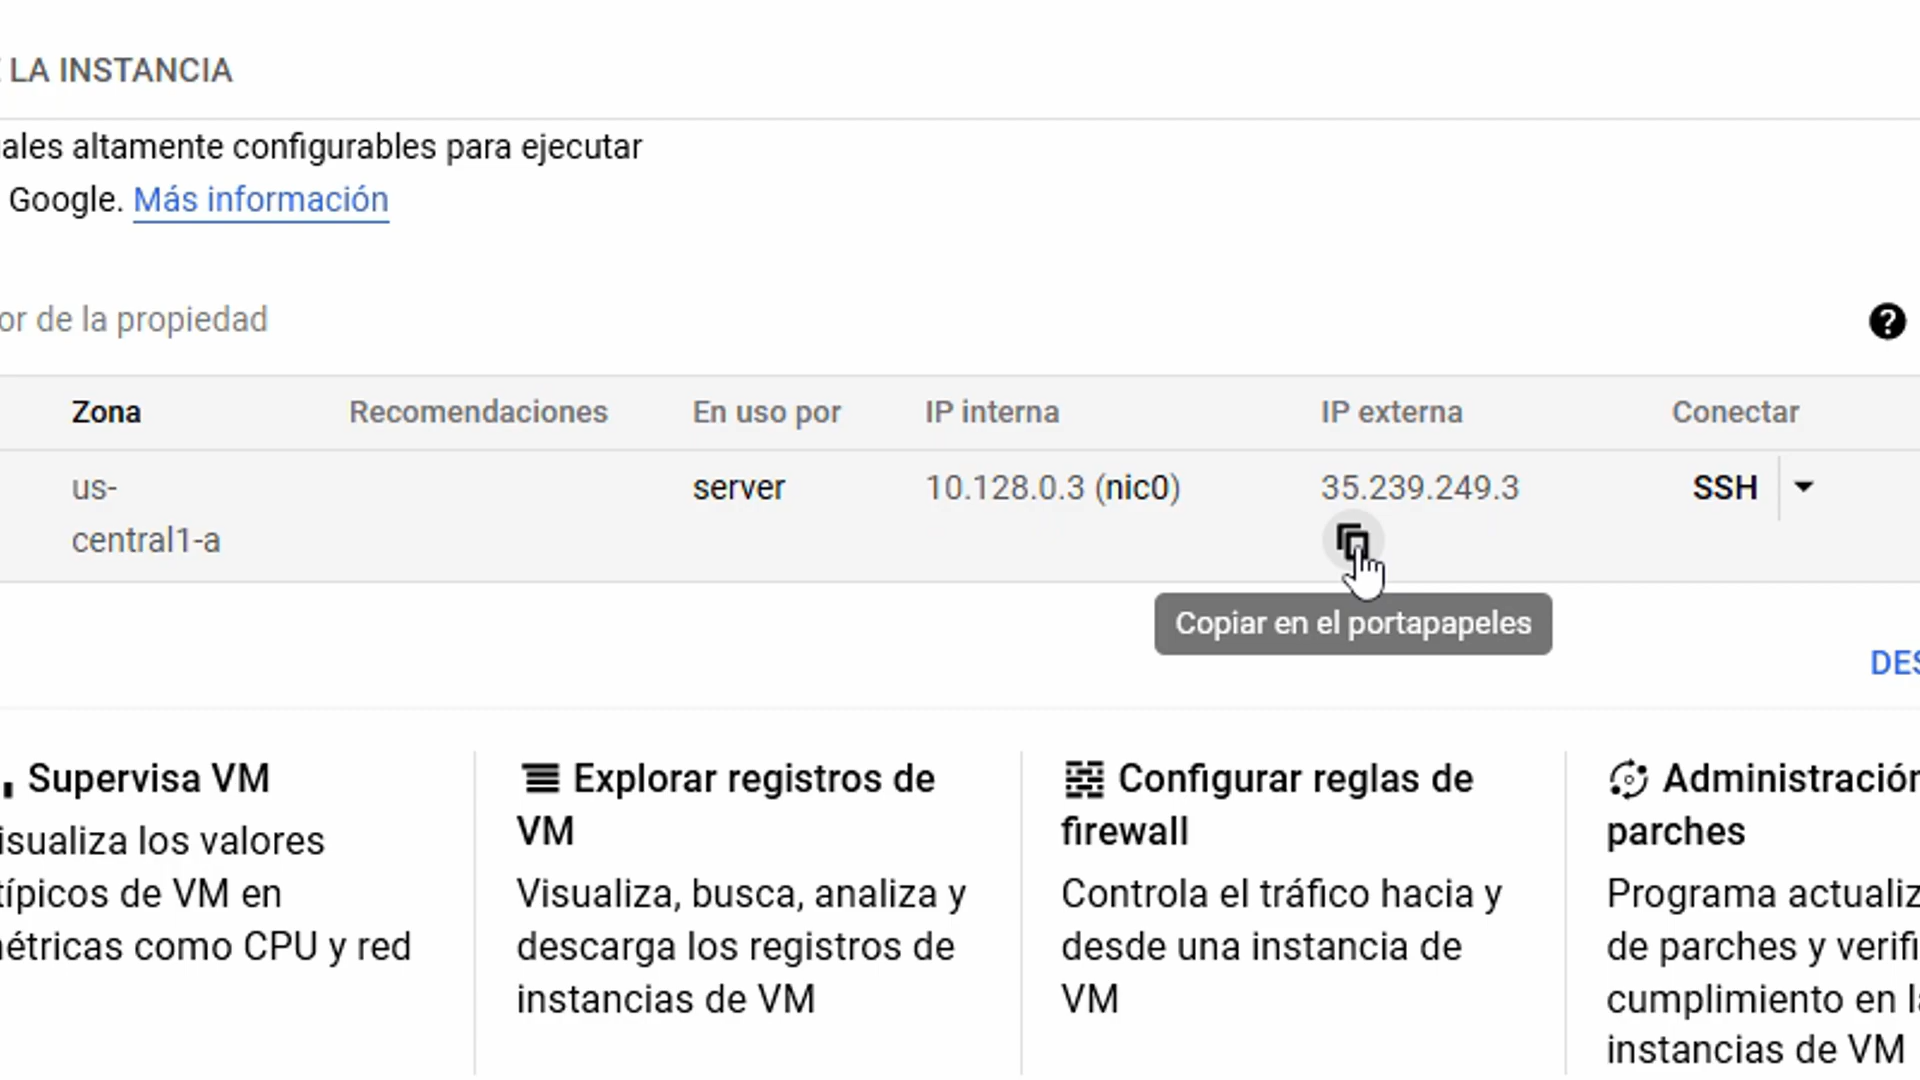 LA INSTANCIA
ales altamente configurables para ejecutar
Google. Más información
or de la propiedad
Zona Recomendaciones En uso por IP interna IP externa Conectar
us- server 10.128.0.3 (nic0) 35.239.249.3 SSH
central1-a
Copiar en el portapapeles
DES
Supervisa VM
isualiza los valores
típicos de VM en
étricas como CPU y red
Explorar registros de
VM
Visualiza, busca, analiza y
descarga los registros de
instancias de VM
Configurar reglas de
firewall
Controla el tráfico hacia y
desde una instancia de
VM
Administración
parches
Programa actualiz
de parches y verifi
cumplimiento en la
instancias de VM